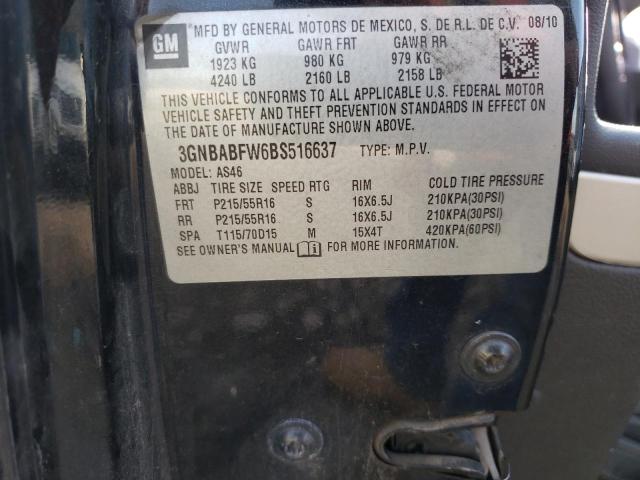 GM
MFD BY GENERAL MOTORS DE MEXICO, S. DE R.L. DE C.V. 08/10
GVWR GAWR FRT GAWR RR
1923 KG 980 KG 979 KG
4240 LB 2160 LB 2158 LB
THIS VEHICLE CONFORMS TO ALL APPLICABLE U.S. FEDERAL MOTOR
VEHICLE SAFETY AND THEFT PREVENTION STANDARDS IN EFFECT ON
THE DATE OF MANUFACTURE SHOWN ABOVE.
3GNBABFW6BS516637 TYPE: M.P.V.
MODEL: AS46
ABBJ TIRE SIZE SPEED RTG RIM COLD TIRE PRESSURE
FRT P215/55R16 S 16X6.5J 210KPA(30PSI)
RR P215/55R16 S 16X6.5J 210KPA(30PSI)
SPA T115/70D15 M 15X4T 420KPA(60PSI)
SEE OWNER'S MANUAL i FOR MORE INFORMATION.